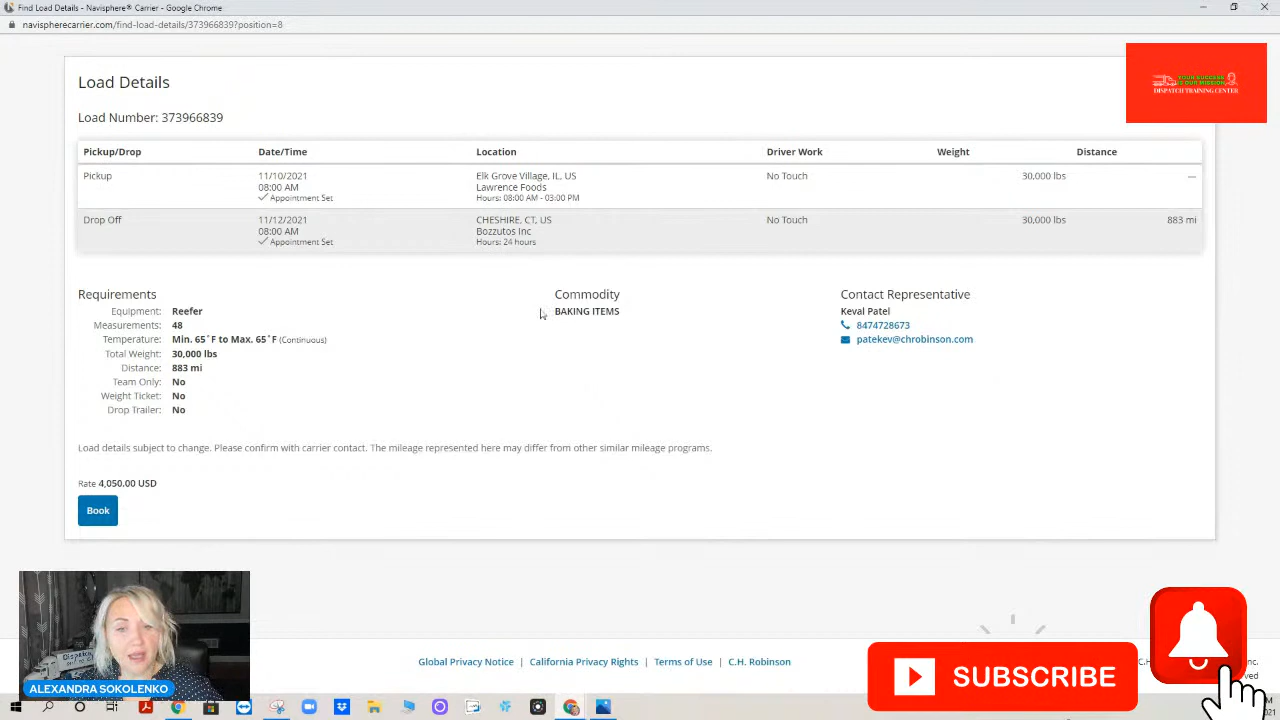 Find Load Details - Navisphere® Carrier - Google Chrome
navispherecarrier.com/find-load-details/373966839?position=8
YOUR SUCCESS
IS OUR MISSION
DISPATCH TRAINING CENTER
Load Details
Load Number: 373966839
Pickup/Drop Date/Time Location Driver Work Weight Distance
Pickup 11/10/2021 Elk Grove Village, IL, US No Touch 30,000 lbs —
08:00 AM Lawrence Foods
Appointment Set Hours: 08:00 AM - 03:00 PM
Drop Off 11/12/2021 CHESHIRE, CT, US No Touch 30,000 lbs 883 mi
08:00 AM Bozzutos Inc
Appointment Set Hours: 24 hours
Requirements Commodity Contact Representative
Equipment: Reefer BAKING ITEMS Keval Patel
Measurements: 48 8474728673
Temperature: Min. 65°F to Max. 65°F (Continuous) patekev@chrobinson.com
Total Weight: 30,000 lbs
Distance: 883 mi
Team Only: No
Weight Ticket: No
Drop Trailer: No
Load details subject to change. Please confirm with carrier contact. The mileage represented here may differ from other similar mileage programs.
Rate 4,050.00 USD
Book
ALEXANDRA SOKOLENKO
Global Privacy Notice | California Privacy Rights | Terms of Use | C.H. Robinson
SUBSCRIBE